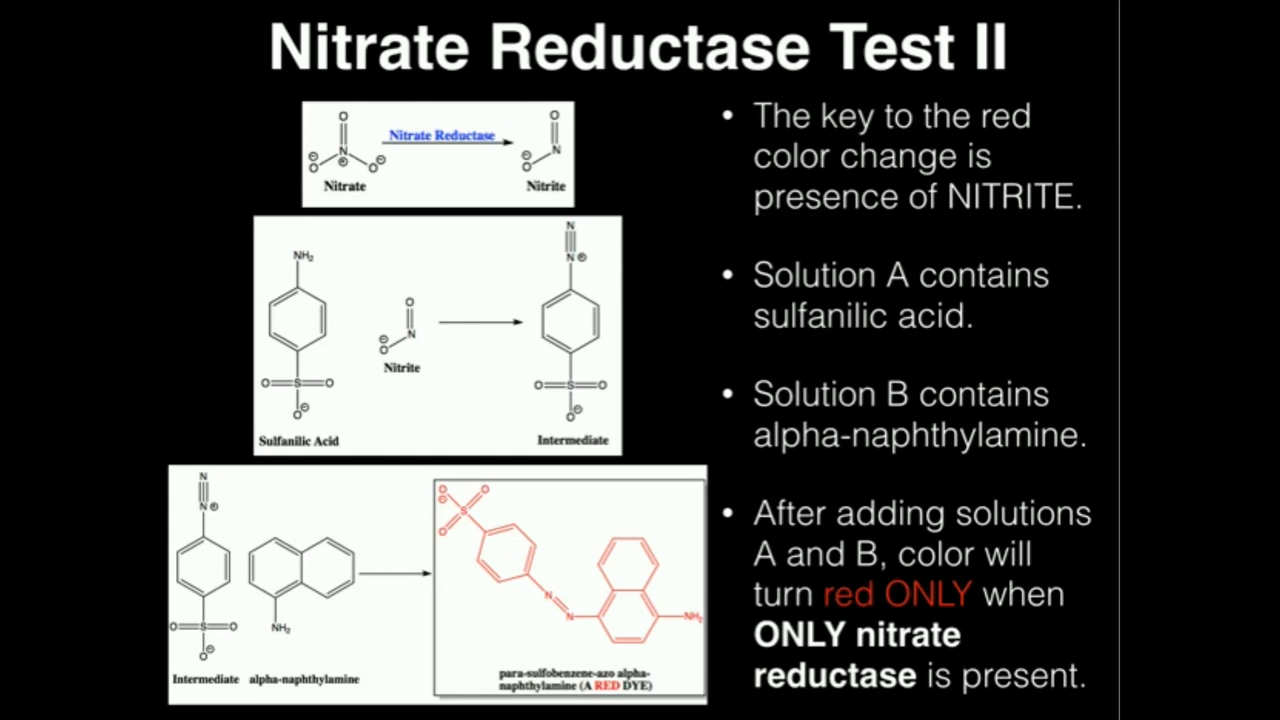 Nitrate Reductase Test II
O
N
⊕
⊖
O
O
⊖
Nitrate
Nitrate Reductase
O
N
⊖
O
Nitrite
NH₂
O
S
O
O
⊖
Sulfanilic Acid
O
N
⊖
O
Nitrite
N
N
⊕
O
S
O
O
⊖
Intermediate
N
N
⊕
O
S
O
O
⊖
Intermediate
NH₂
alpha-naphthylamine
O
⊖
O
S
O
N
N
NH₂
para-sulfobenzene-azo alpha-
naphthylamine (A RED DYE)
• The key to the red
color change is
presence of NITRITE.
• Solution A contains
sulfanilic acid.
• Solution B contains
alpha-naphthylamine.
• After adding solutions
A and B, color will
turn red ONLY when
ONLY nitrate
reductase is present.